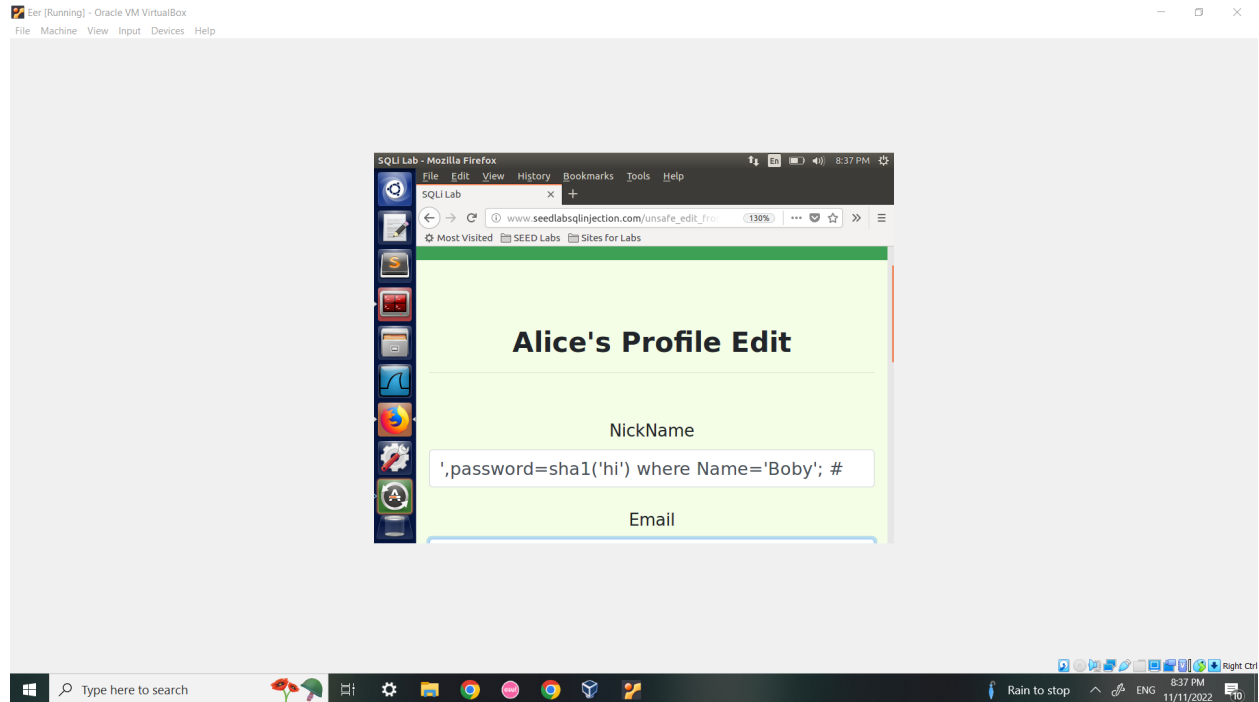 Eer [Running] - Oracle VM VirtualBox
File Machine View Input Devices Help
SQLi Lab - Mozilla Firefox
En
8:37 PM
File Edit View History Bookmarks Tools Help
SQLi Lab
www.seedlabsqlinjection.com/unsafe_edit_fro
130%
Most Visited SEED Labs Sites for Labs
Alice's Profile Edit
NickName
',password=sha1('hi') where Name='Boby'; #
Email
Right Ctrl
Type here to search
osu!
Rain to stop
ENG
8:37 PM
11/11/2022
10